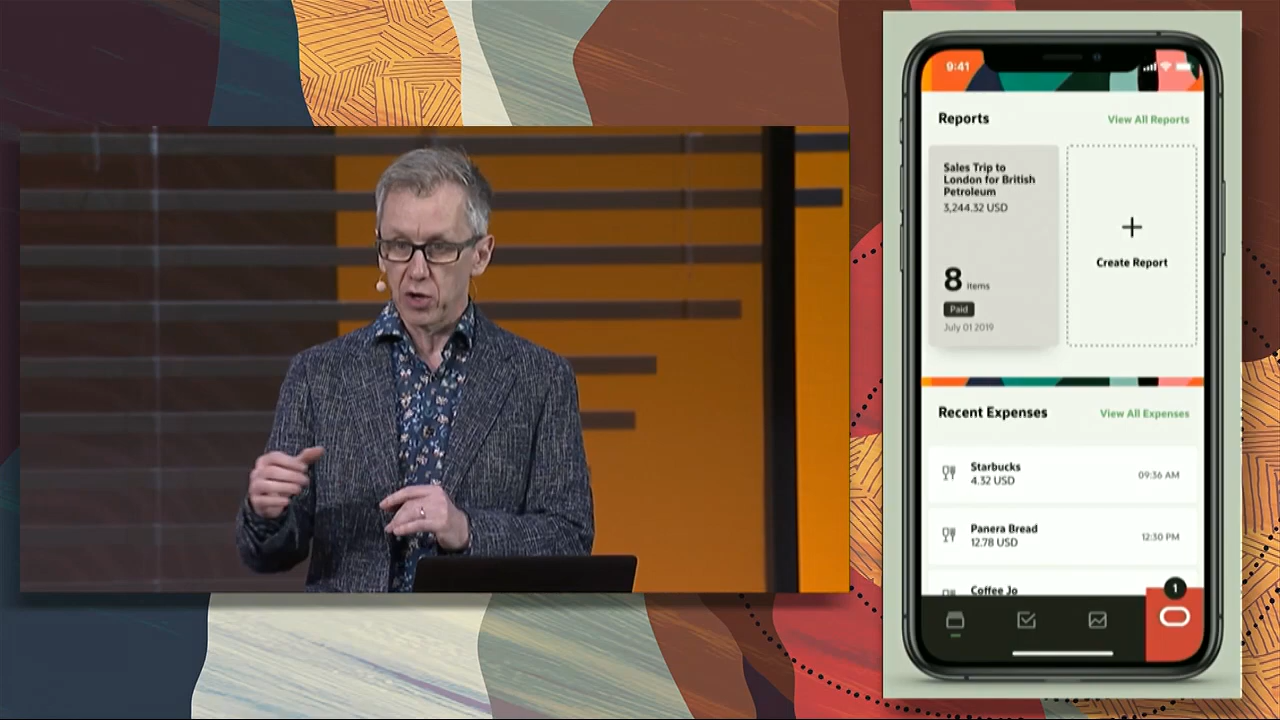 9:41
Reports
View All Reports
Sales Trip to
London for British
Petroleum
3,244.32 USD
8 items
Paid
July 01 2019
+
Create Report
Recent Expenses
View All Expenses
Starbucks
4.32 USD
09:36 AM
Panera Bread
12.78 USD
12:30 PM
Coffee Jo
1